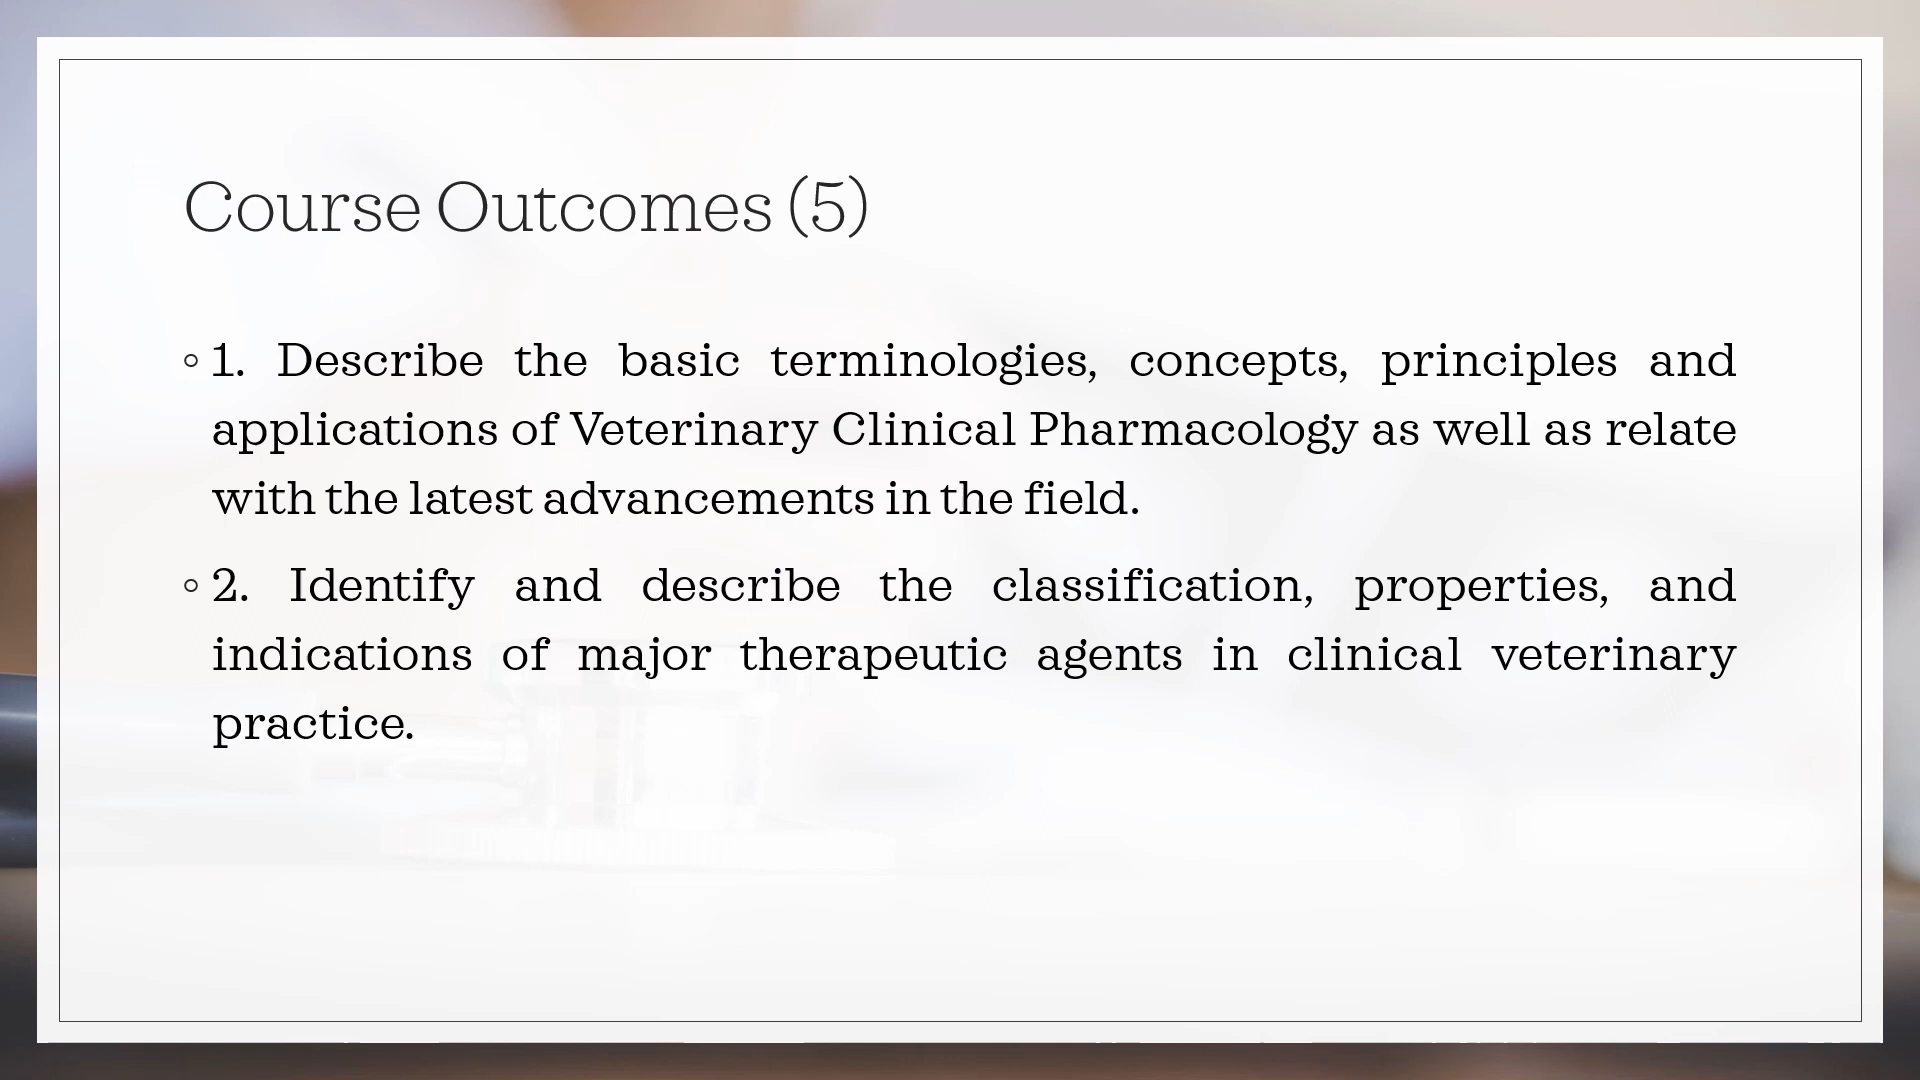 Course Outcomes (5)
◦ 1. Describe the basic terminologies, concepts, principles and
applications of Veterinary Clinical Pharmacology as well as relate
with the latest advancements in the field.
◦ 2. Identify and describe the classification, properties, and
indications of major therapeutic agents in clinical veterinary
practice.